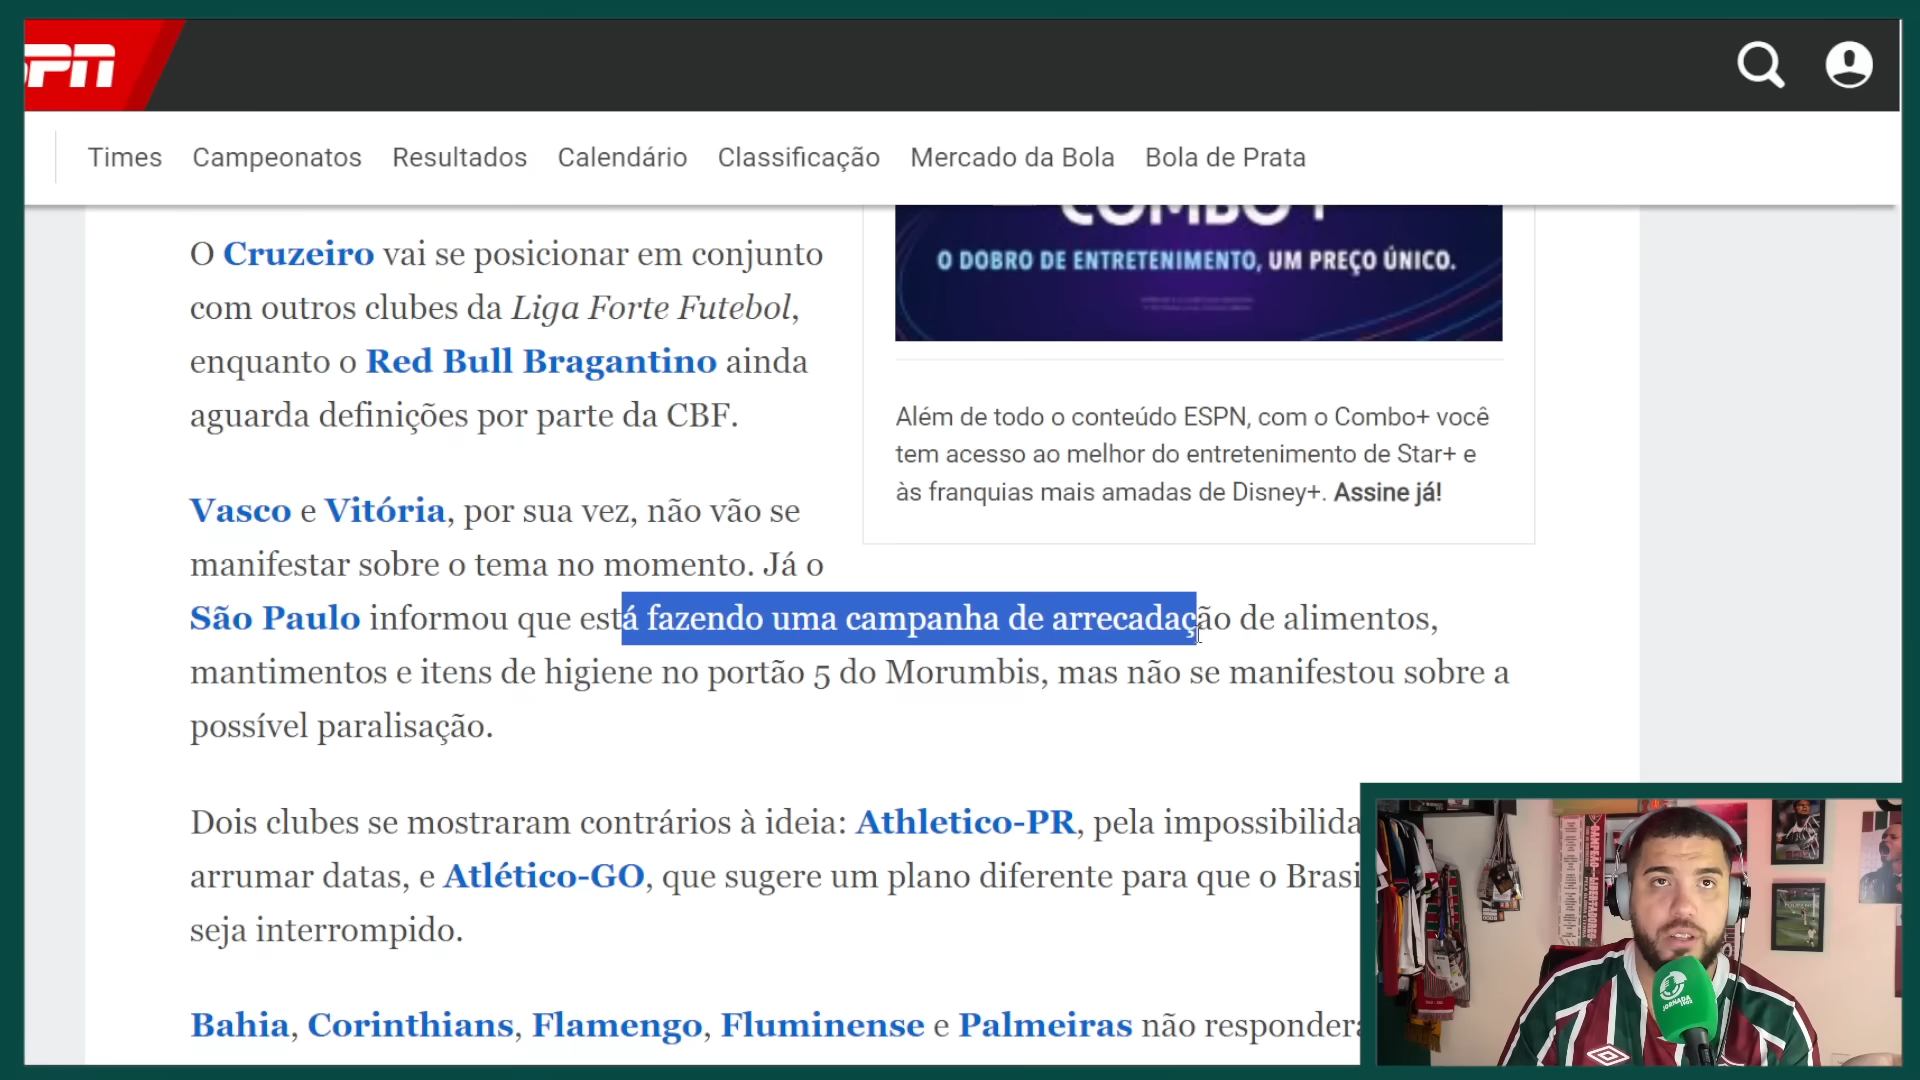 PN
Times Campeonatos Resultados Calendário Classificação Mercado da Bola Bola de Prata
COMBO+
O DOBRO DE ENTRETENIMENTO, UM PREÇO ÚNICO.
Além de todo o conteúdo ESPN, com o Combo+ você
tem acesso ao melhor do entretenimento de Star+ e
às franquias mais amadas de Disney+. Assine já!
O Cruzeiro vai se posicionar em conjunto
com outros clubes da Liga Forte Futebol,
enquanto o Red Bull Bragantino ainda
aguarda definições por parte da CBF.
Vasco e Vitória, por sua vez, não vão se
manifestar sobre o tema no momento. Já o
São Paulo informou que está fazendo uma campanha de arrecadação de alimentos,
mantimentos e itens de higiene no portão 5 do Morumbis, mas não se manifestou sobre a
possível paralisação.
Dois clubes se mostraram contrários à ideia: Athletico-PR, pela impossibilida
arrumar datas, e Atlético-GO, que sugere um plano diferente para que o Brasi
seja interrompido.
Bahia, Corinthians, Flamengo, Fluminense e Palmeiras não respondera
JORNADA